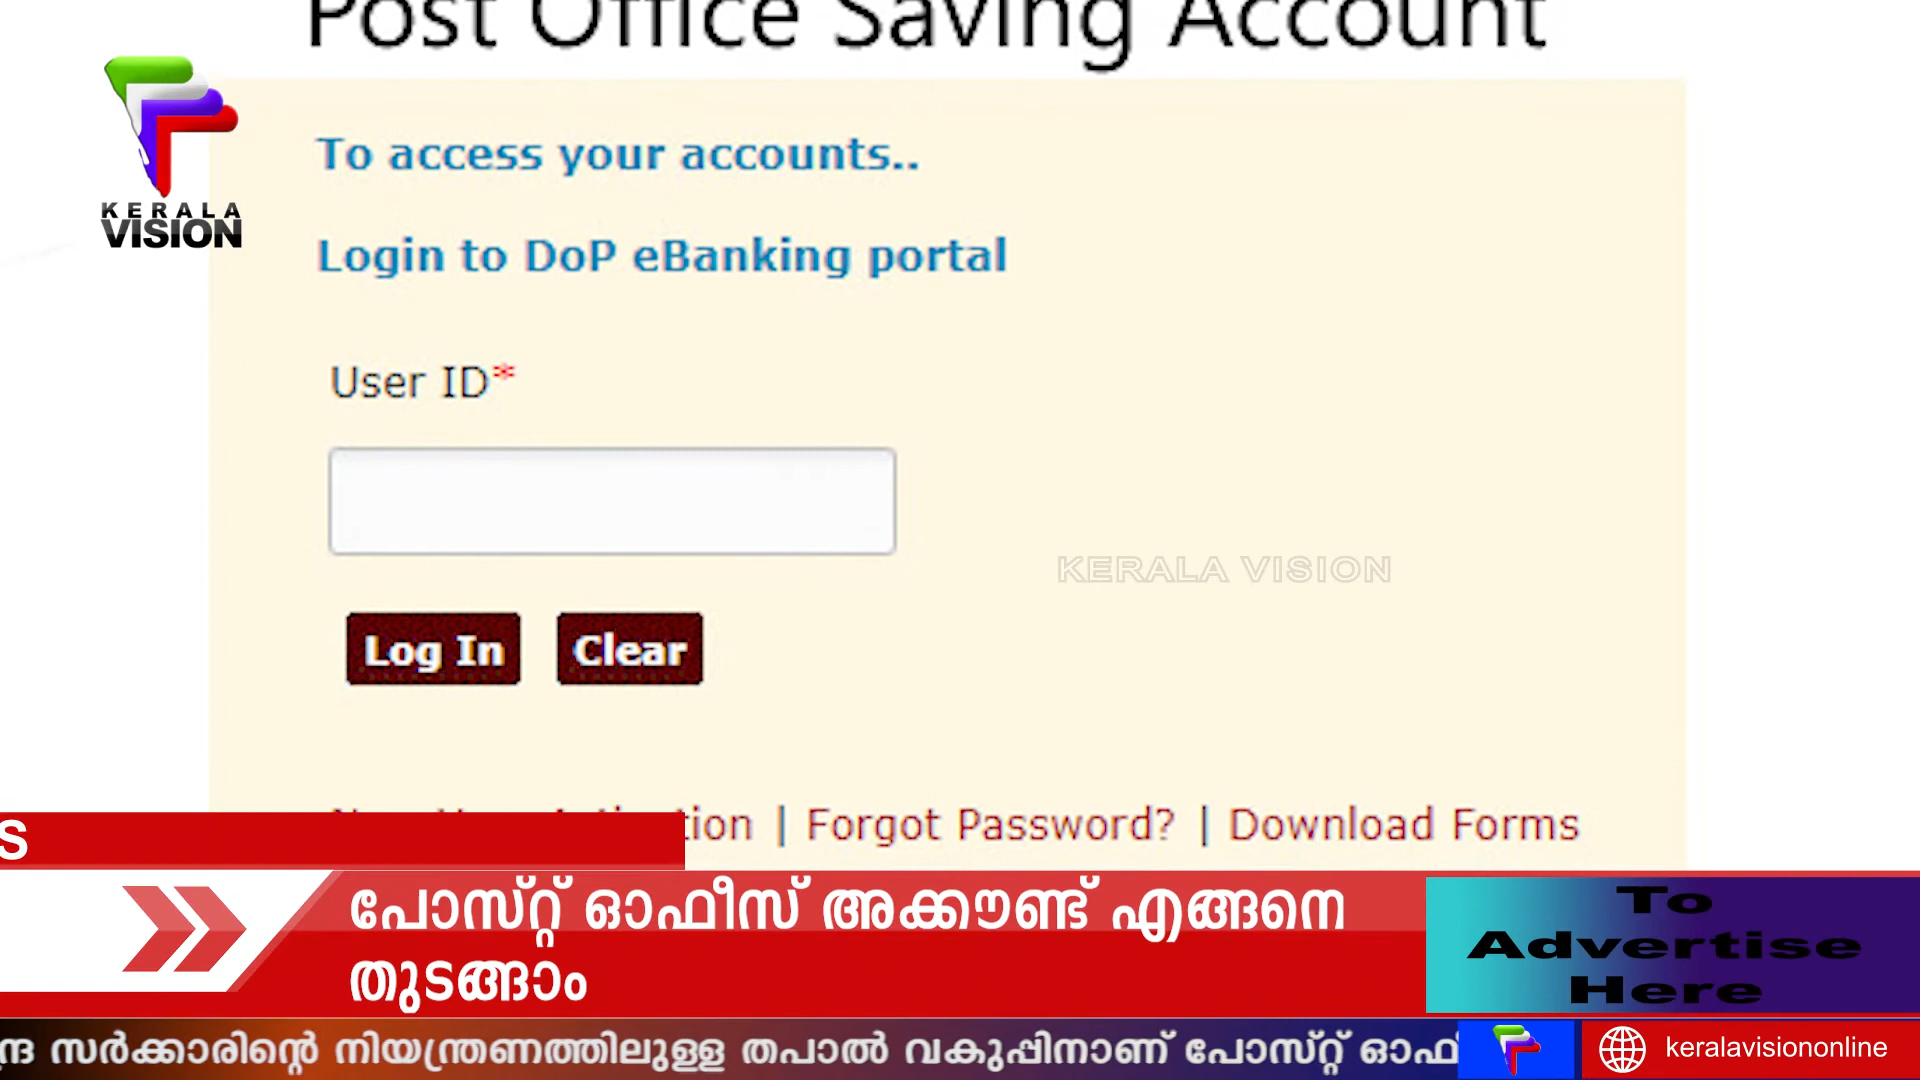 Post Office Saving Account
KERALA
VISION
To access your accounts..
Login to DoP eBanking portal
User ID*
KERALA VISION
Log In
Clear
| Forgot Password? | Download Forms
S
പോസ്റ്റ് ഓഫീസ് അക്കൗണ്ട് എങ്ങനെ
തുടങ്ങാം
To
Advertise
Here
സർക്കാരിന്റെ നിയന്ത്രണത്തിലുളള തപാൽ വകുപ്പിനാണ് പോസ്റ്റ്
keralavisiononline